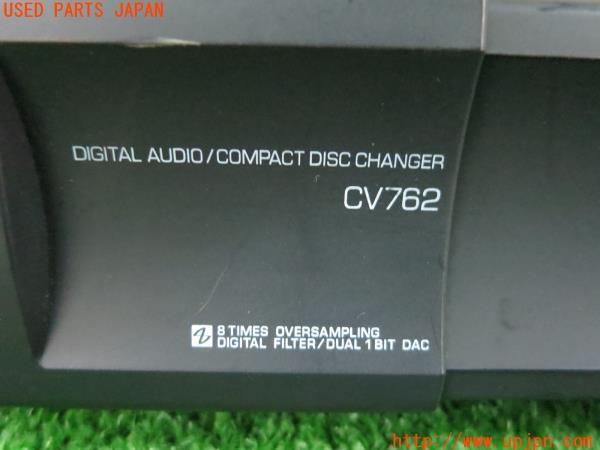 USED PARTS JAPAN
DIGITAL AUDIO/COMPACT DISC CHANGER
CV762
8 TIMES OVERSAMPLING
DIGITAL FILTER/DUAL 1 BIT DAC
http://www.upjpn.com/